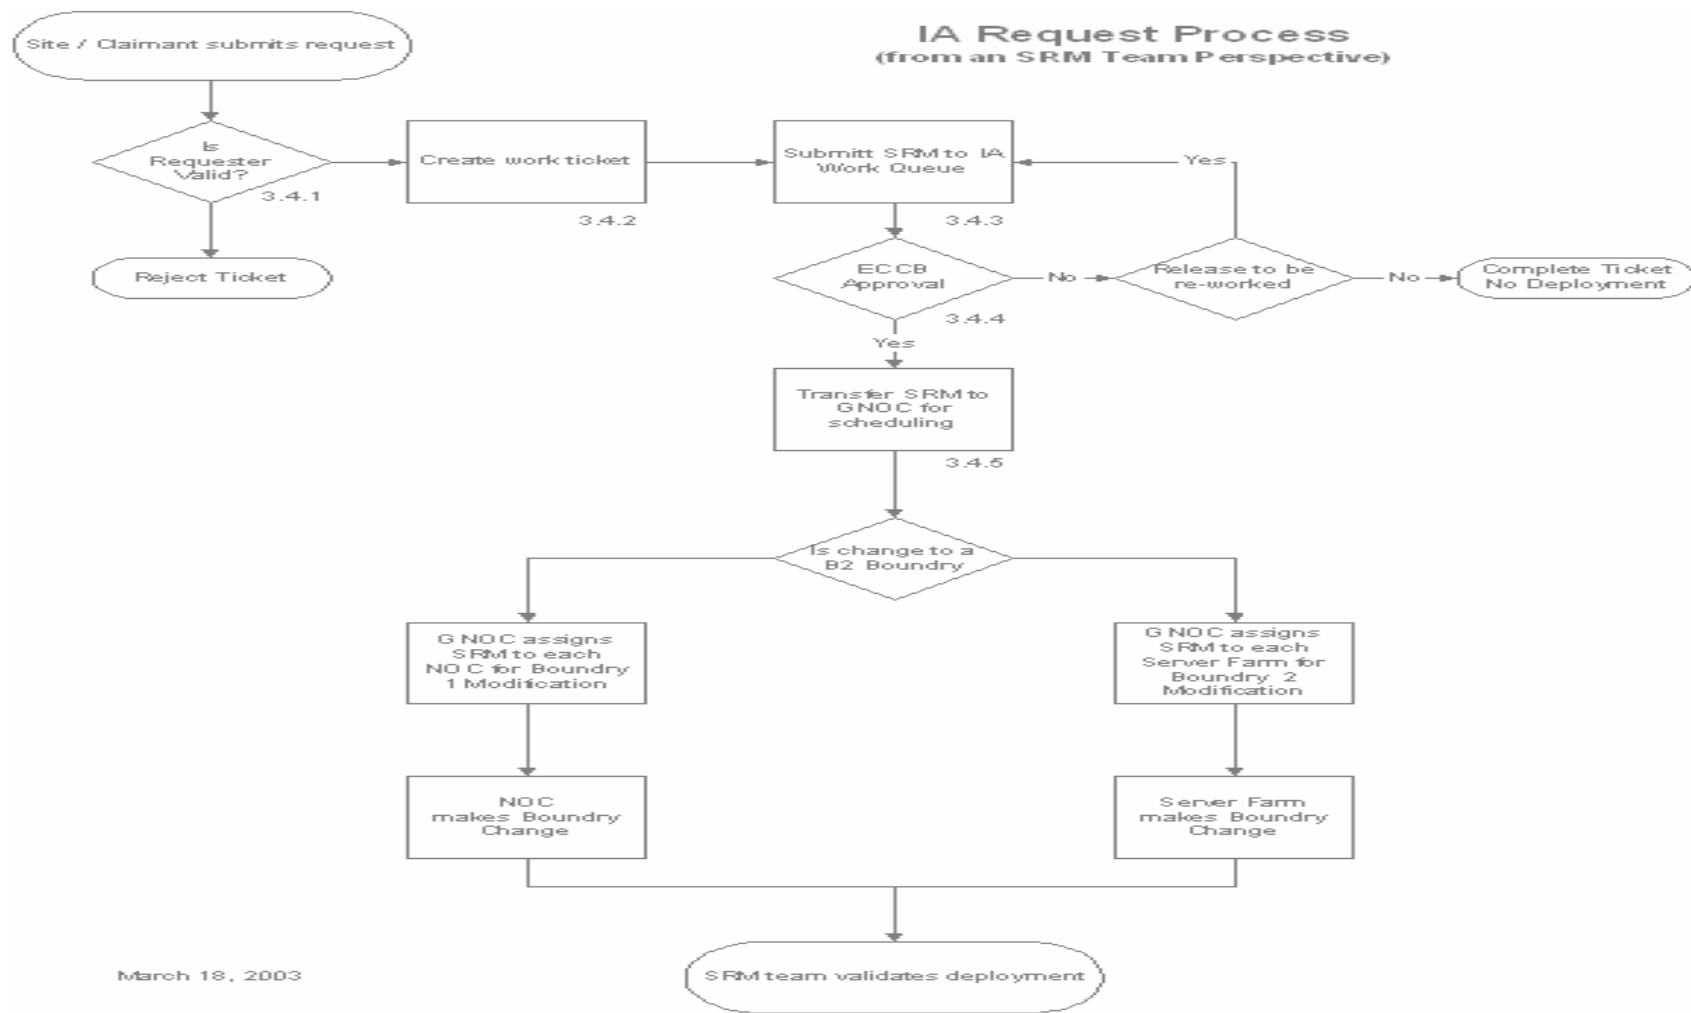 IA Request Process
(from an SRM Team Perspective)
Site / Claimant submits request
Is
Requester
Valid?
3.4.1
Create work ticket
3.4.2
Submitt SRM to IA
Work Queue
3.4.3
Yes
Reject Ticket
ECCB
Approval
3.4.4
No
Release to be
re-worked
No
Complete Ticket
No Deployment
Yes
Transfer SRM to
GNOC for
scheduling
3.4.5
Is change to a
B2 Boundry
GNOC assigns
SRM to each
NOC for Boundry
1 Modification
GNOC assigns
SRM to each
Server Farm for
Boundry 2
Modification
NOC
makes Boundry
Change
Server Farm
makes Boundry
Change
March 18, 2003
SRM team validates deployment